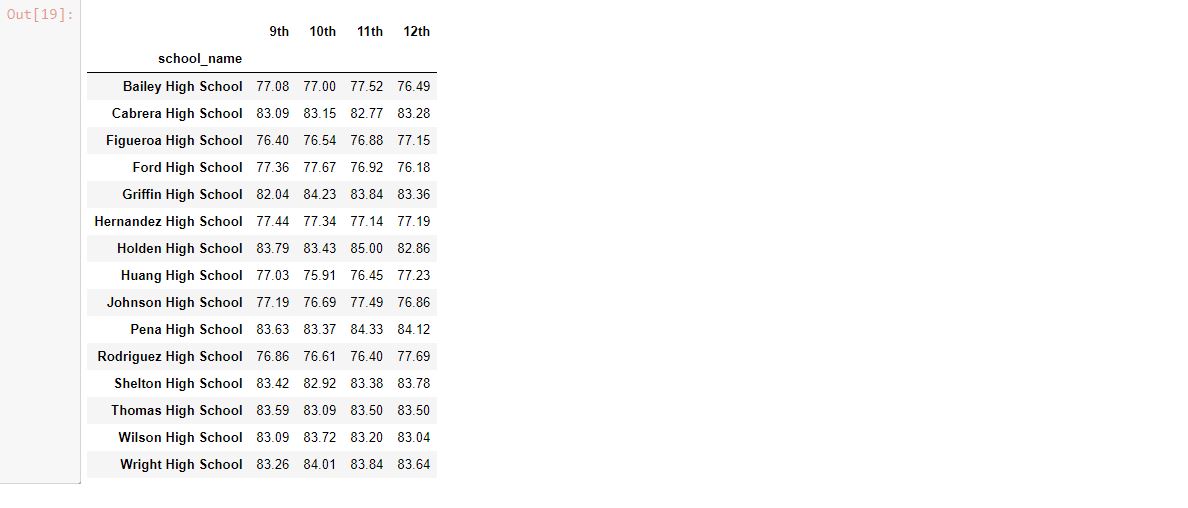 Out[19]:
9th 10th 11th 12th
school_name
Bailey High School 77.08 77.00 77.52 76.49
Cabrera High School 83.09 83.15 82.77 83.28
Figueroa High School 76.40 76.54 76.88 77.15
Ford High School 77.36 77.67 76.92 76.18
Griffin High School 82.04 84.23 83.84 83.36
Hernandez High School 77.44 77.34 77.14 77.19
Holden High School 83.79 83.43 85.00 82.86
Huang High School 77.03 75.91 76.45 77.23
Johnson High School 77.19 76.69 77.49 76.86
Pena High School 83.63 83.37 84.33 84.12
Rodriguez High School 76.86 76.61 76.40 77.69
Shelton High School 83.42 82.92 83.38 83.78
Thomas High School 83.59 83.09 83.50 83.50
Wilson High School 83.09 83.72 83.20 83.04
Wright High School 83.26 84.01 83.84 83.64